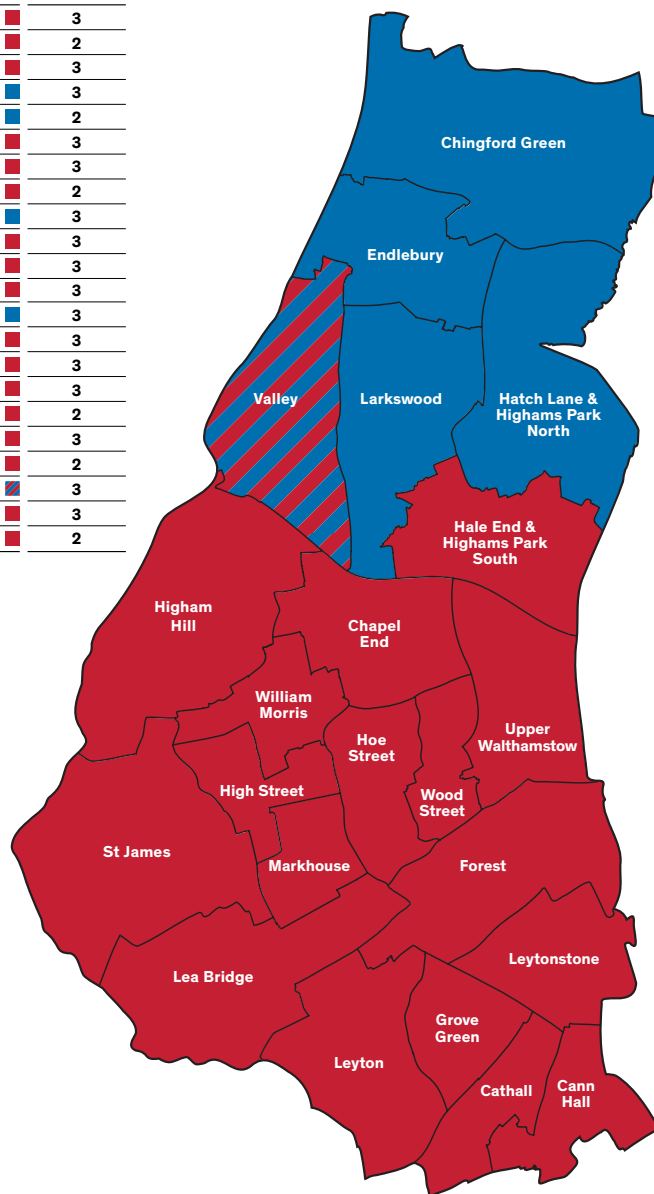 3
2
3
3
2
3
3
2
3
3
3
3
3
3
3
3
2
3
2
3
3
2
Chingford Green
Endlebury
Valley
Larkswood
Hatch Lane &
Highams Park
North
Hale End &
Highams Park
South
Higham
Hill
Chapel
End
William
Morris
Hoe
Street
Upper
Walthamstow
High Street
Wood
Street
St James
Markhouse
Forest
Lea Bridge
Leytonstone
Grove
Green
Leyton
Cathall
Cann
Hall